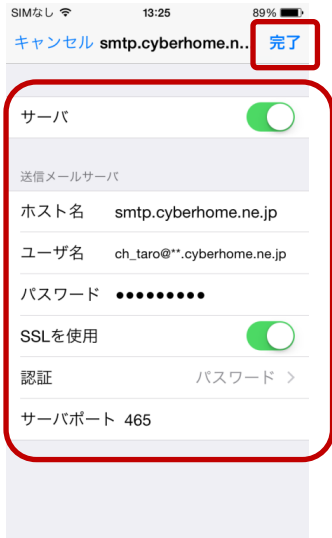 SIMなし 13:25 89%
キャンセル smtp.cyberhome.n... 完了
サーバ
送信メールサーバ
ホスト名 smtp.cyberhome.ne.jp
ユーザ名 ch_taro@**.cyberhome.ne.jp
パスワード ●●●●●●●●●
SSLを使用
認証 パスワード >
サーバポート 465